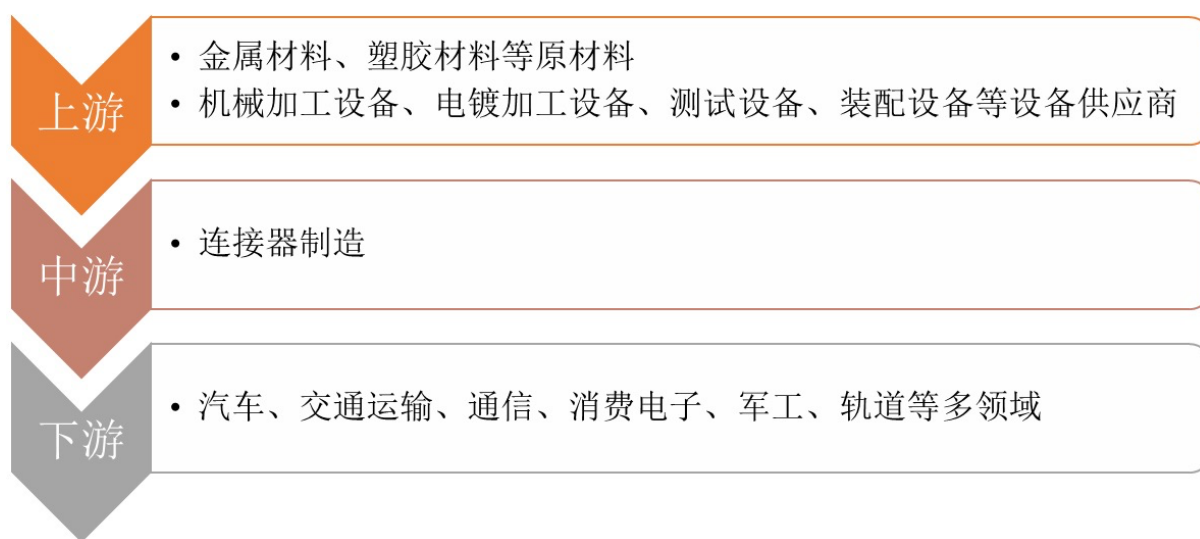 上游
• 金属材料、塑胶材料等原材料
• 机械加工设备、电镀加工设备、测试设备、装配设备等设备供应商
中游
• 连接器制造
下游
• 汽车、交通运输、通信、消费电子、军工、轨道等多领域